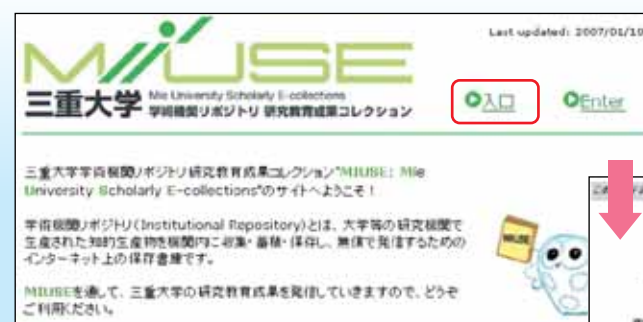 Last updated: 2007/01/10
MIUSE
三重大学 Mie University Scholarly E-collections
学術機関リポジトリ 研究教育成果コレクション
入口
Enter
三重大学学術機関リポジトリ研究教育成果コレクション"MIUSE: Mie
University Scholarly E-collections"のサイトへようこそ！
学術機関リポジトリ(Institutional Repository)とは、大学等の研究機関で
生産された知的生産物を機関内に収集・蓄積・保存し、無償で発信するための
インターネット上の保存書庫です。
MIUSEを通して、三重大学の研究教育成果を発信していきますので、どうぞ
ご利用ください。
MIUSE